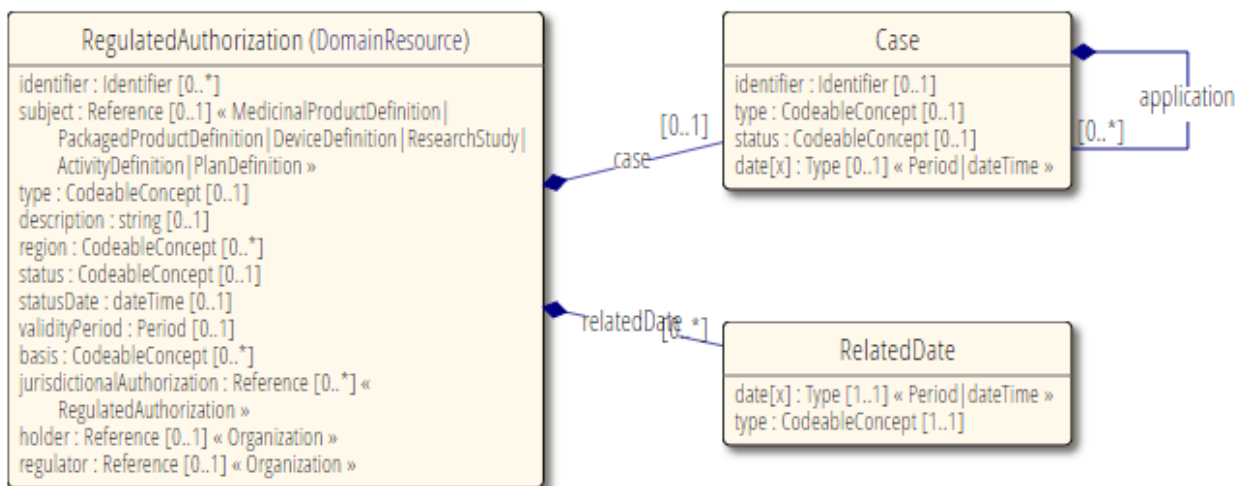 RegulatedAuthorization (DomainResource)
identifier : Identifier [0..*]
subject : Reference [0..1] « MedicinalProductDefinition|
PackagedProductDefinition|DeviceDefinition|ResearchStudy|
ActivityDefinition|PlanDefinition »
type : CodeableConcept [0..1]
description : string [0..1]
region : CodeableConcept [0..*]
status : CodeableConcept [0..1]
statusDate : dateTime [0..1]
validityPeriod : Period [0..1]
basis : CodeableConcept [0..*]
jurisdictionalAuthorization : Reference [0..*] «
RegulatedAuthorization »
holder : Reference [0..1] « Organization »
regulator : Reference [0..1] « Organization »
case
[0..1]
Case
identifier : Identifier [0..1]
type : CodeableConcept [0..1]
status : CodeableConcept [0..1]
date[x] : Type [0..1] « Period|dateTime »
application
[0..*]
relatedDate
[0..*]
RelatedDate
date[x] : Type [1..1] « Period|dateTime »
type : CodeableConcept [1..1]